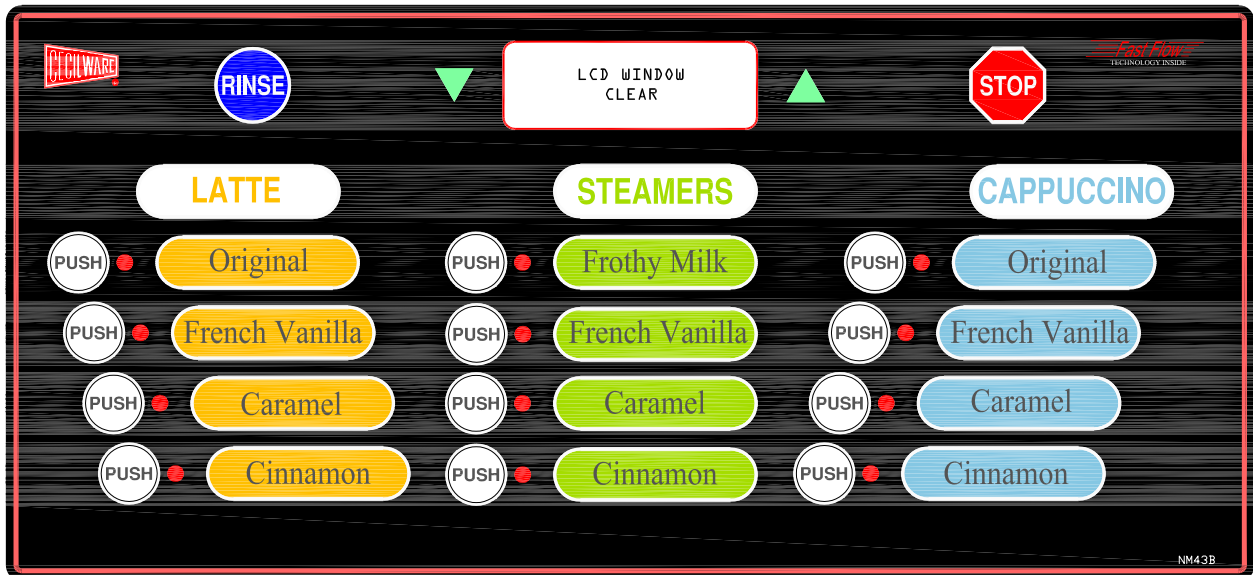 CECILWARE
RINSE
LCD WINDOW
CLEAR
STOP
Fast Flow
TECHNOLOGY INSIDE
LATTE
STEAMERS
CAPPUCCINO
PUSH Original
PUSH Frothy Milk
PUSH Original
PUSH French Vanilla
PUSH French Vanilla
PUSH French Vanilla
PUSH Caramel
PUSH Caramel
PUSH Caramel
PUSH Cinnamon
PUSH Cinnamon
PUSH Cinnamon
NM43B